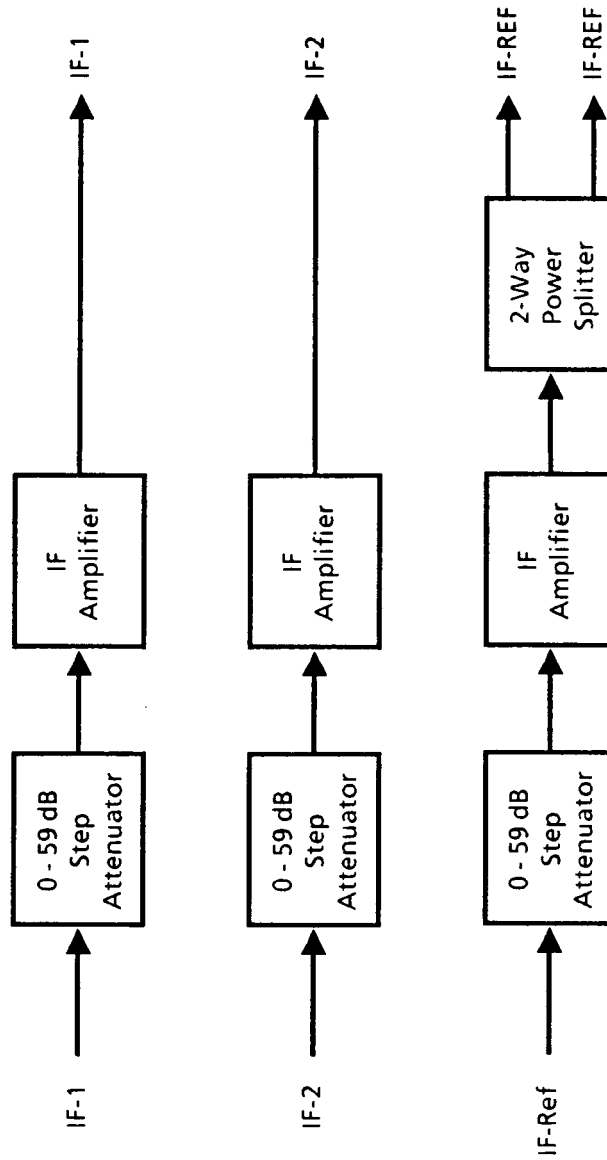 IF-1
0 - 59 dB
Step
Attenuator
IF
Amplifier
IF-1
IF-2
0 - 59 dB
Step
Attenuator
IF
Amplifier
IF-2
IF-Ref
0 - 59 dB
Step
Attenuator
IF
Amplifier
2-Way
Power
Splitter
IF-REF
IF-REF